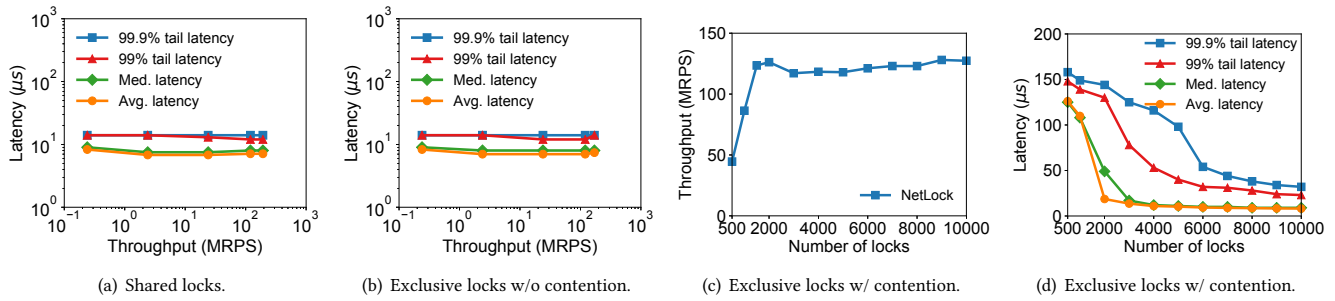 10³
10²
10¹
10⁰
Latency (μs)
99.9% tail latency
99% tail latency
Med. latency
Avg. latency
10⁻¹ 10⁰ 10¹ 10² 10³
Throughput (MRPS)
(a) Shared locks.
10³
10²
10¹
10⁰
Latency (μs)
99.9% tail latency
99% tail latency
Med. latency
Avg. latency
10⁻¹ 10⁰ 10¹ 10² 10³
Throughput (MRPS)
(b) Exclusive locks w/o contention.
150
100
50
0
Throughput (MRPS)
NetLock
500 2000 4000 6000 8000 10000
Number of locks
(c) Exclusive locks w/ contention.
200
150
100
50
0
Latency (μs)
99.9% tail latency
99% tail latency
Med. latency
Avg. latency
500 2000 4000 6000 8000 10000
Number of locks
(d) Exclusive locks w/ contention.